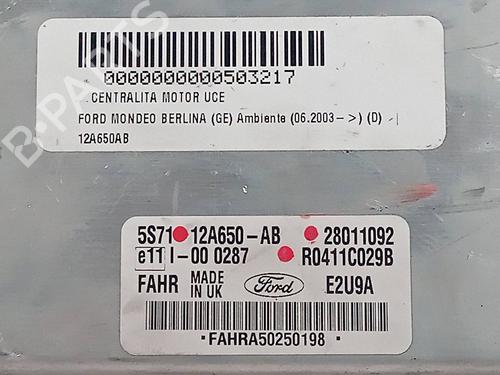 B-PARTS
0000000000503217
. CENTRALITA MOTOR UCE
FORD MONDEO BERLINA (GE) Ambiente (06.2003-> ) (D) -|
12A650AB
5S71 12A650-AB 28011092
e11 I-00 0287 R0411C029B
FAHR MADE IN UK Ford E2U9A
FAHRA50250198